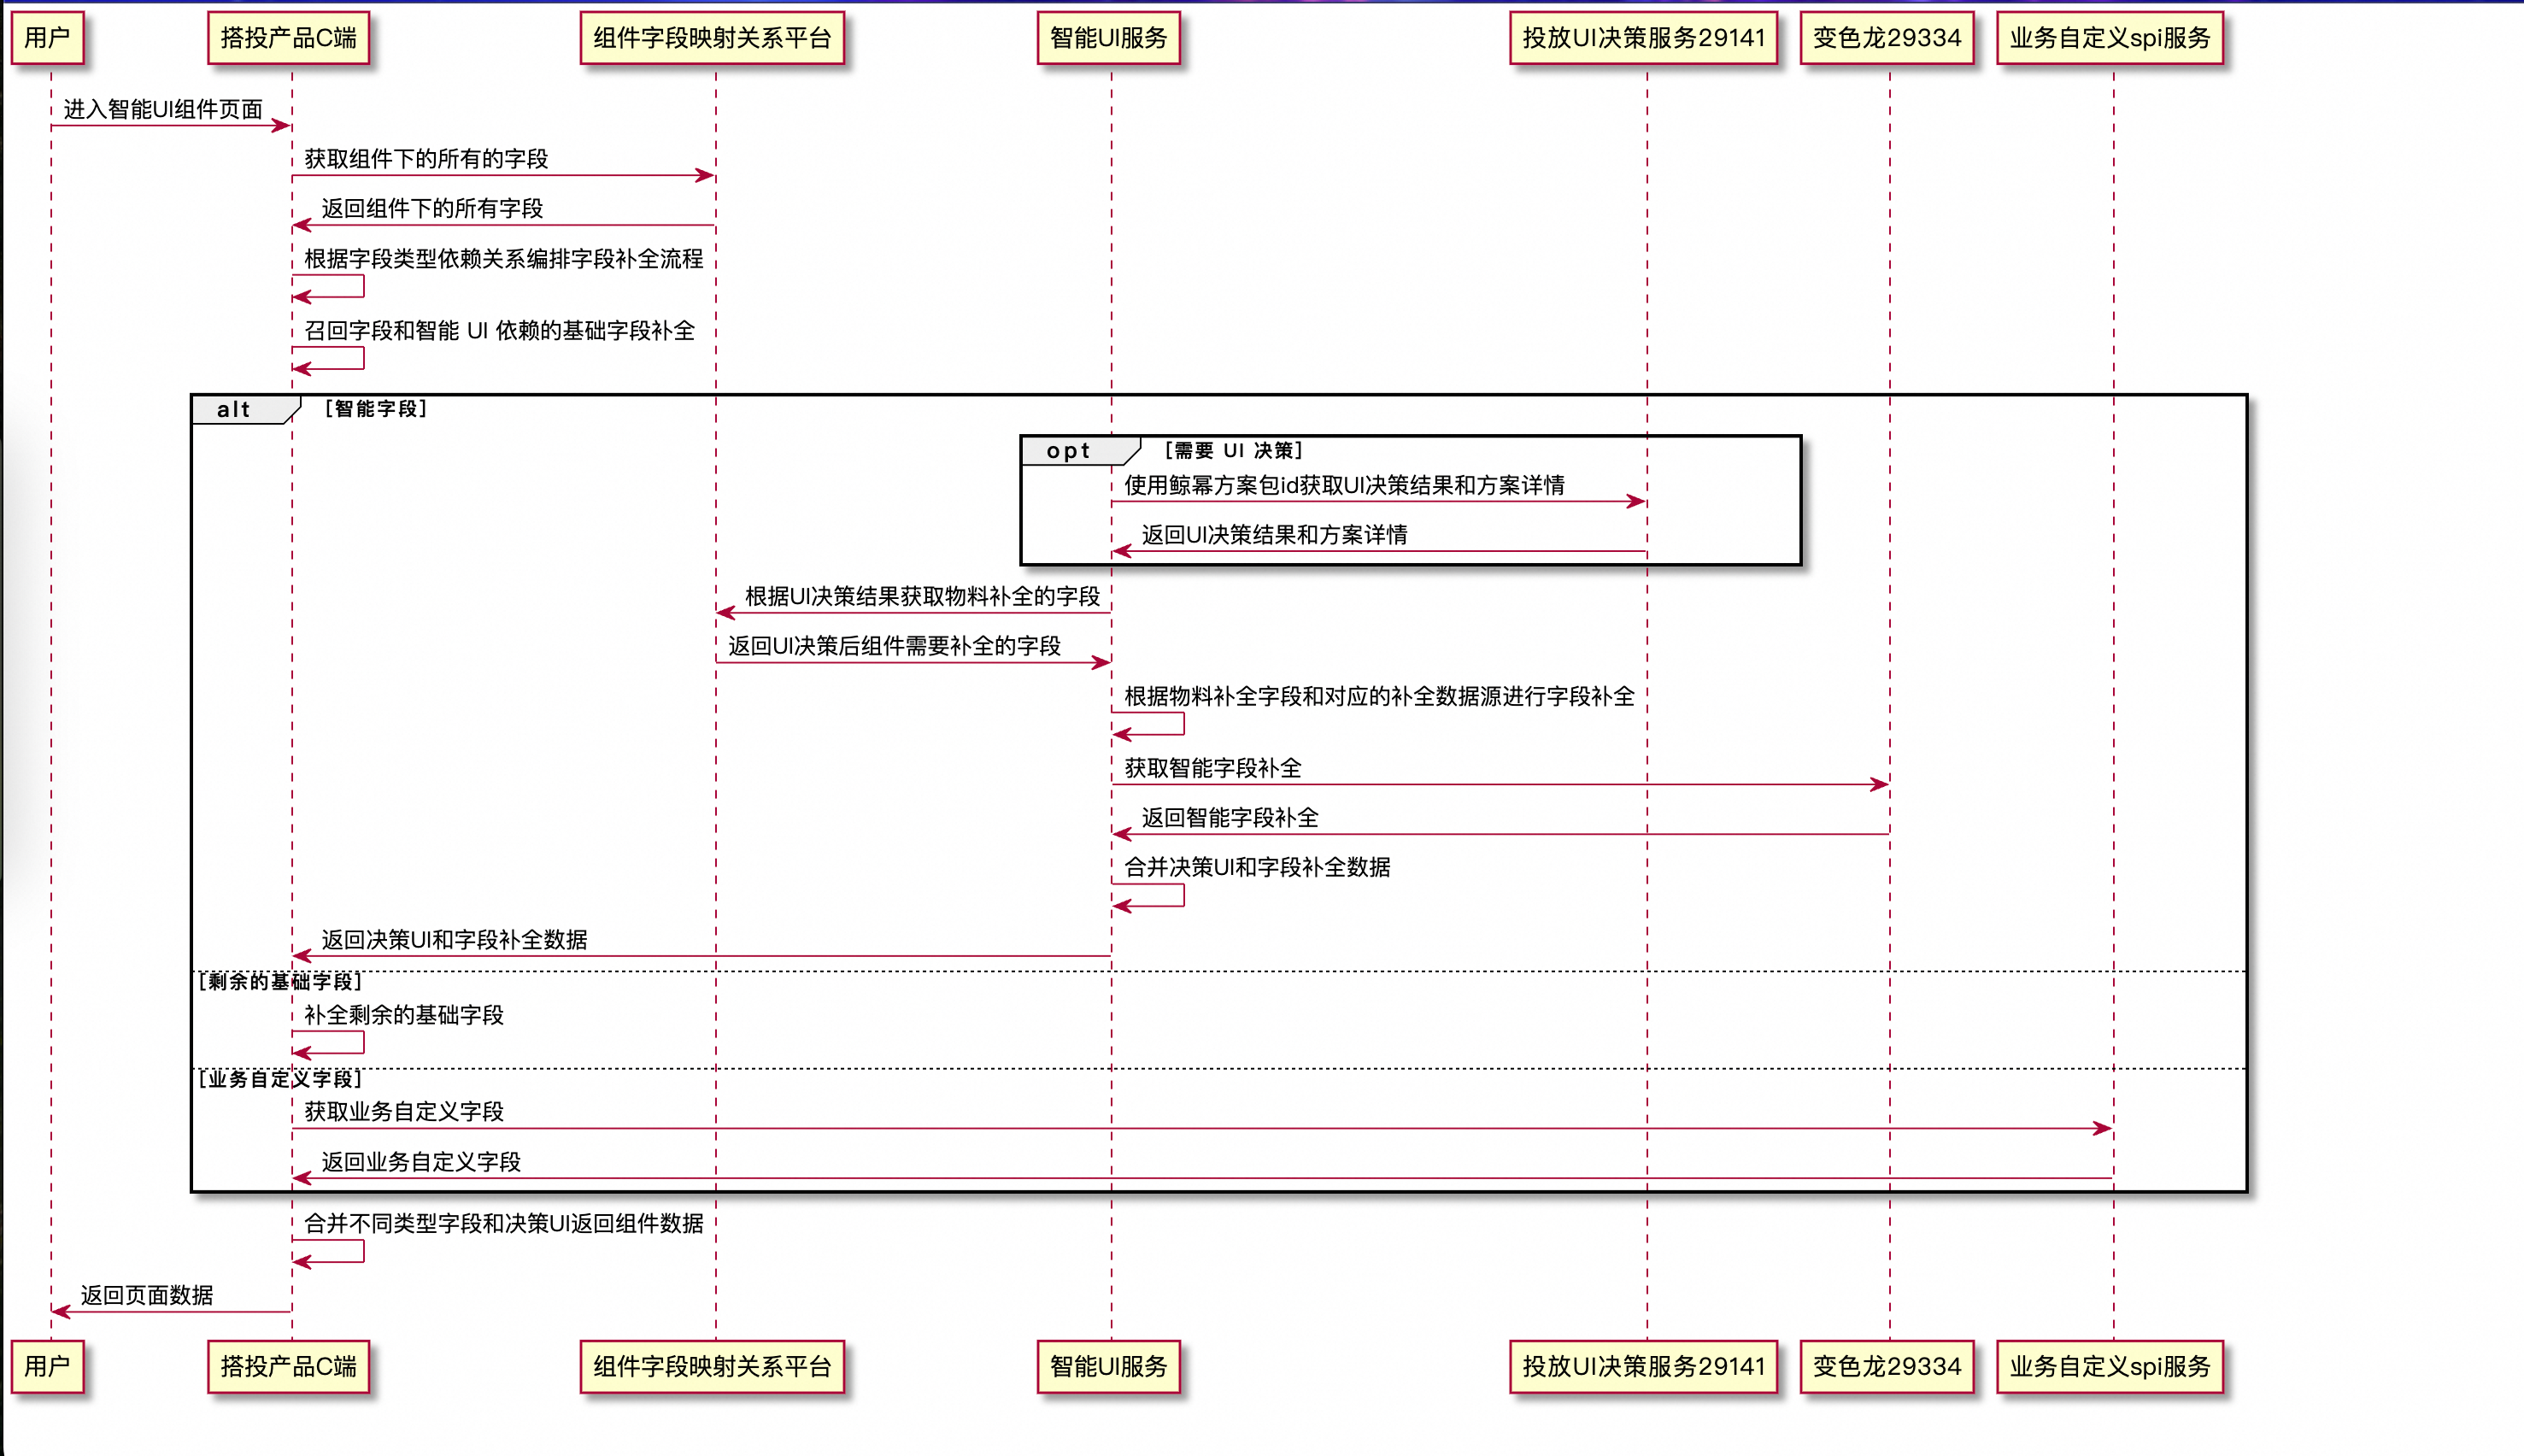 用户
搭投产品C端
组件字段映射关系平台
智能UI服务
投放UI决策服务29141
变色龙29334
业务自定义spi服务
进入智能UI组件页面
获取组件下的所有的字段
返回组件下的所有字段
根据字段类型依赖关系编排字段补全流程
召回字段和智能 UI 依赖的基础字段补全
alt [智能字段]
opt [需要 UI 决策]
使用鲸幂方案包id获取UI决策结果和方案详情
返回UI决策结果和方案详情
根据UI决策结果获取物料补全的字段
返回UI决策后组件需要补全的字段
根据物料补全字段和对应的补全数据源进行字段补全
获取智能字段补全
返回智能字段补全
合并决策UI和字段补全数据
返回决策UI和字段补全数据
[剩余的基础字段]
补全剩余的基础字段
[业务自定义字段]
获取业务自定义字段
返回业务自定义字段
合并不同类型字段和决策UI返回组件数据
返回页面数据
用户
搭投产品C端
组件字段映射关系平台
智能UI服务
投放UI决策服务29141
变色龙29334
业务自定义spi服务